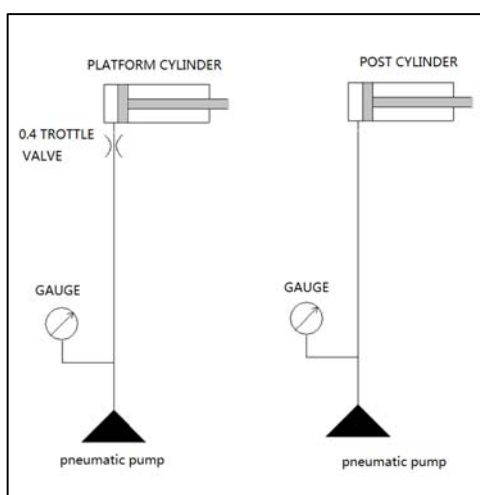 PLATFORM CYLINDER
POST CYLINDER
0.4 TROTTLE
VALVE
GAUGE
GAUGE
pneumatic pump
pneumatic pump